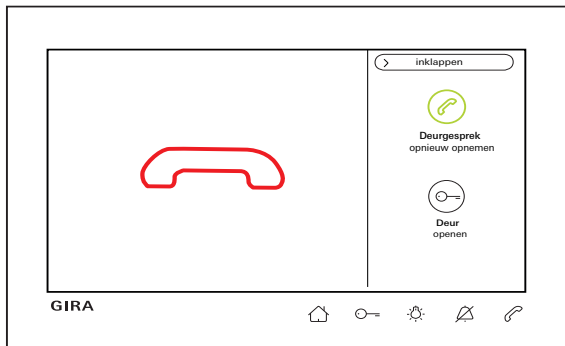 inklappen
Deurgesprek
opnieuw opnemen
Deur
openen
GIRA